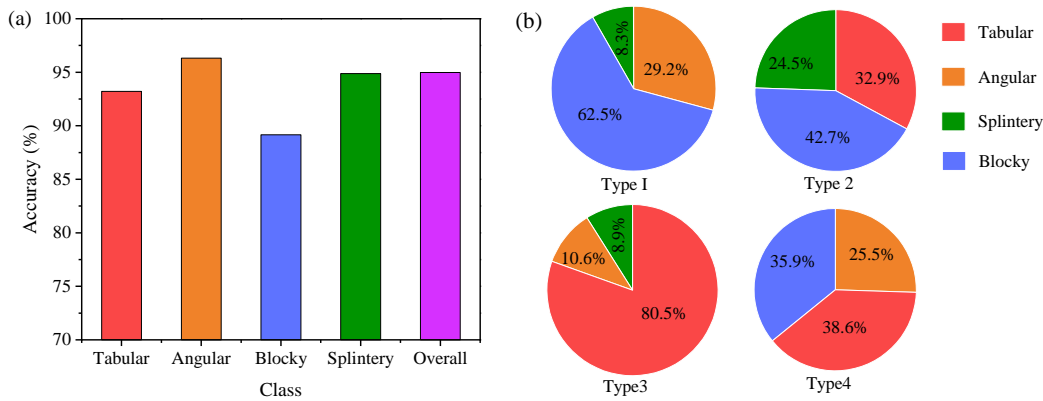 (a)
100
95
90
85
80
75
70
Accuracy (%)
Tabular Angular Blocky Splintery Overall
Class
(b)
8.3%
29.2%
62.5%
Type I
24.5%
32.9%
42.7%
Type 2
Tabular
Angular
Splintery
Blocky
8.9%
10.6%
80.5%
Type3
35.9%
25.5%
38.6%
Type4